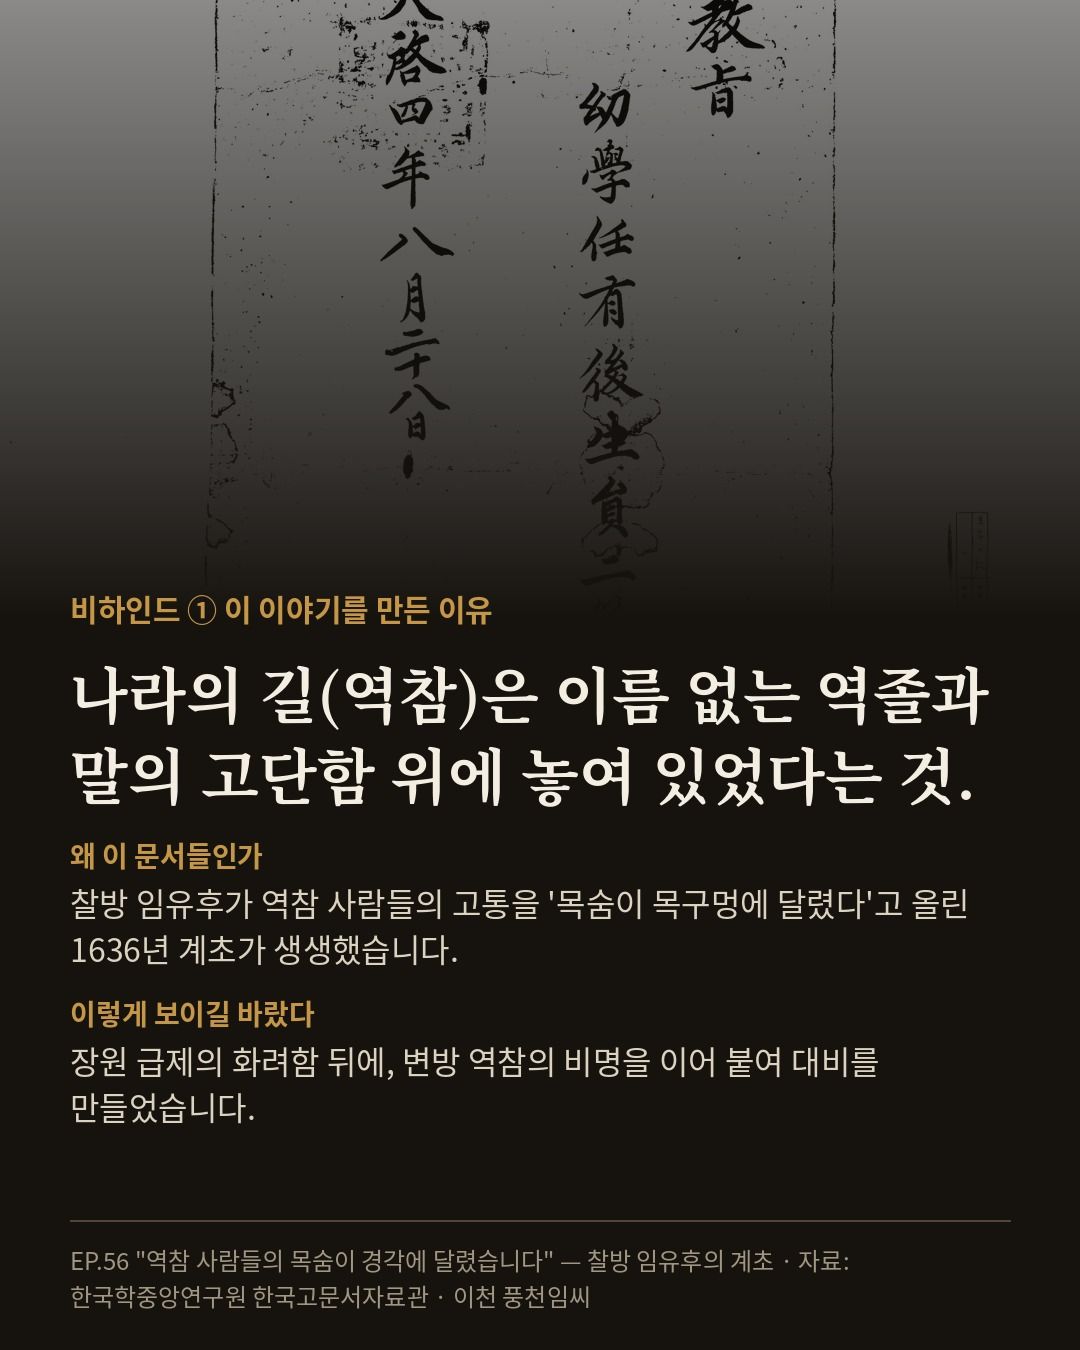 教旨
幼學任有後生員二
啓四年八月二十八日
비하인드 ① 이 이야기를 만든 이유
나라의 길(역참)은 이름 없는 역졸과
말의 고단함 위에 놓여 있었다는 것.
왜 이 문서들인가
찰방 임유후가 역참 사람들의 고통을 '목숨이 목구멍에 달렸다'고 올린
1636년 계초가 생생했습니다.
이렇게 보이길 바랐다
장원 급제의 화려함 뒤에, 변방 역참의 비명을 이어 붙여 대비를
만들었습니다.
EP.56 "역참 사람들의 목숨이 경각에 달렸습니다" — 찰방 임유후의 계초 · 자료:
한국학중앙연구원 한국고문서자료관 · 이천 풍천임씨